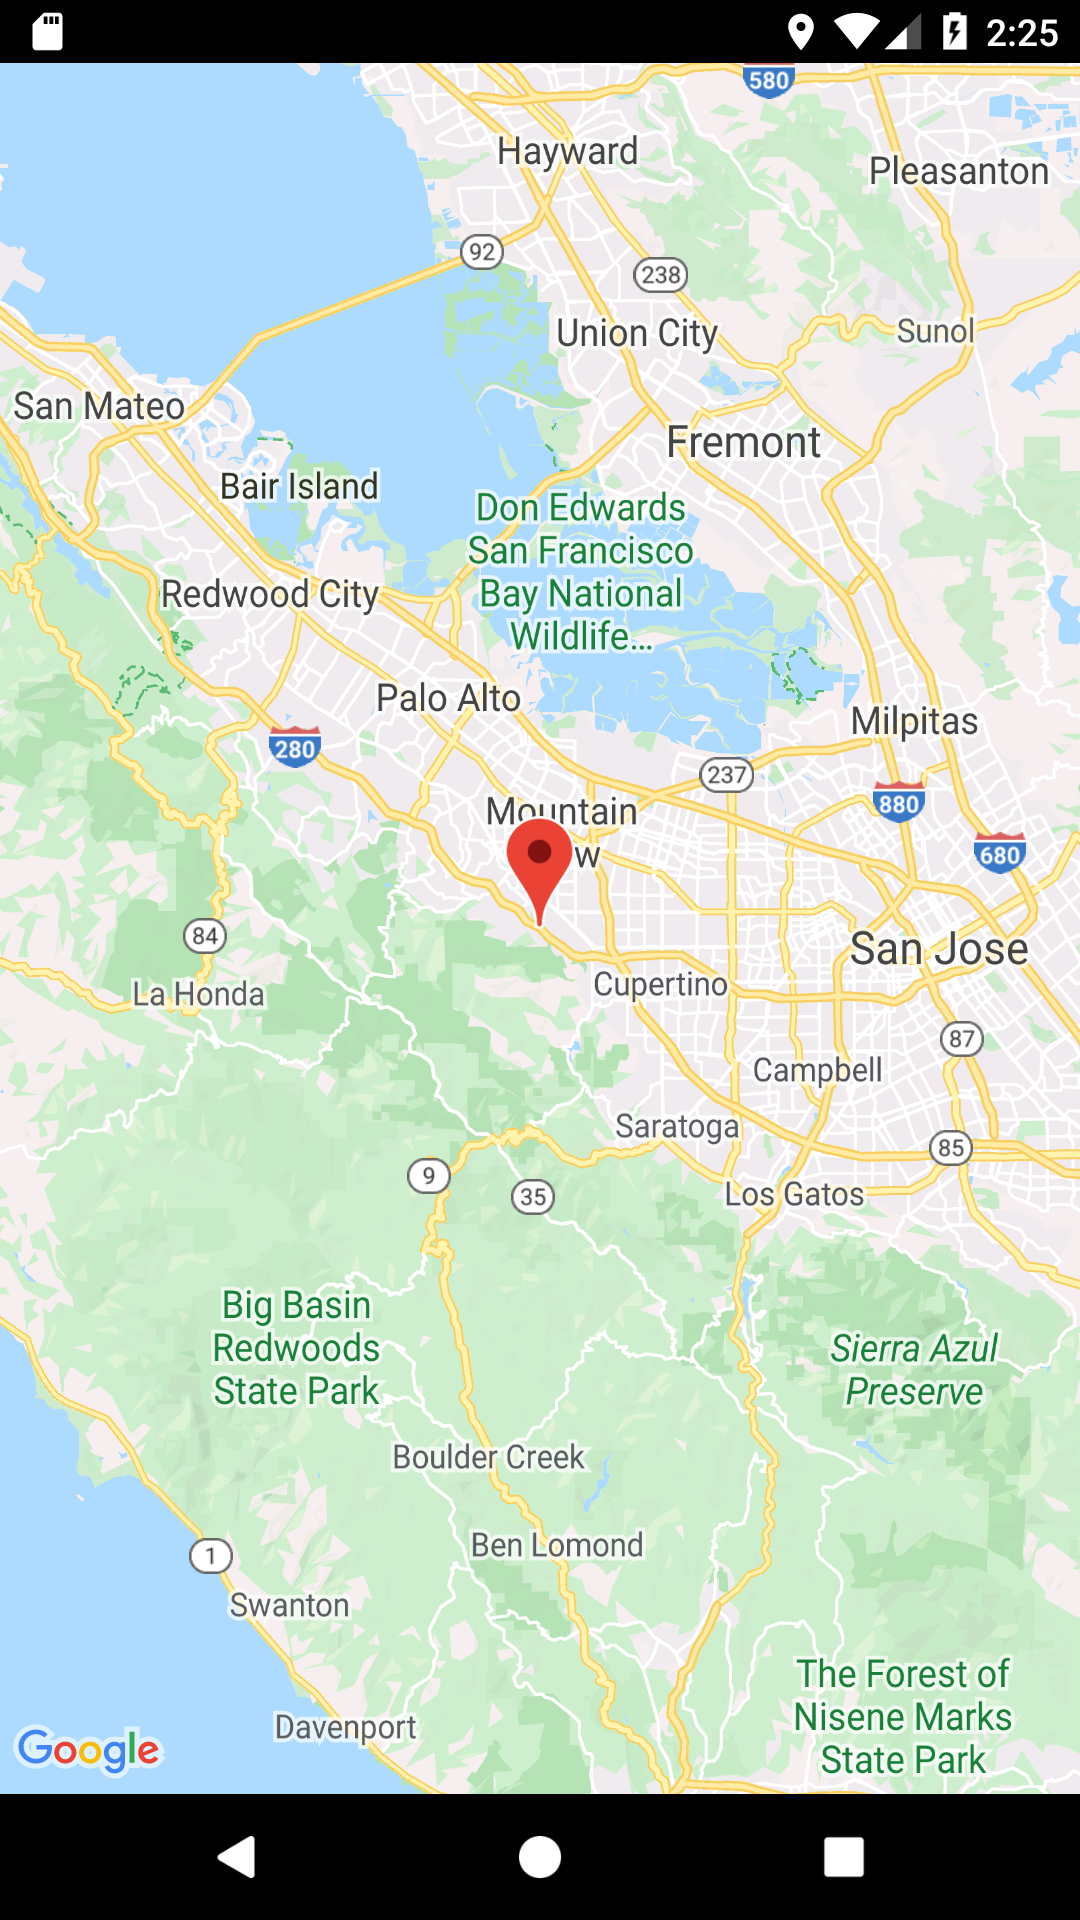 2:25
580
Hayward
Pleasanton
92
238
Union City
Sunol
San Mateo
Fremont
Bair Island
Don Edwards
San Francisco
Bay National
Wildlife...
Redwood City
Palo Alto
Milpitas
280
237
880
Mountain
w
680
84
San Jose
La Honda
Cupertino
87
Campbell
Saratoga
85
9
35
Los Gatos
Big Basin
Redwoods
State Park
Sierra Azul
Preserve
Boulder Creek
Ben Lomond
1
Swanton
The Forest of
Nisene Marks
State Park
Davenport
Google